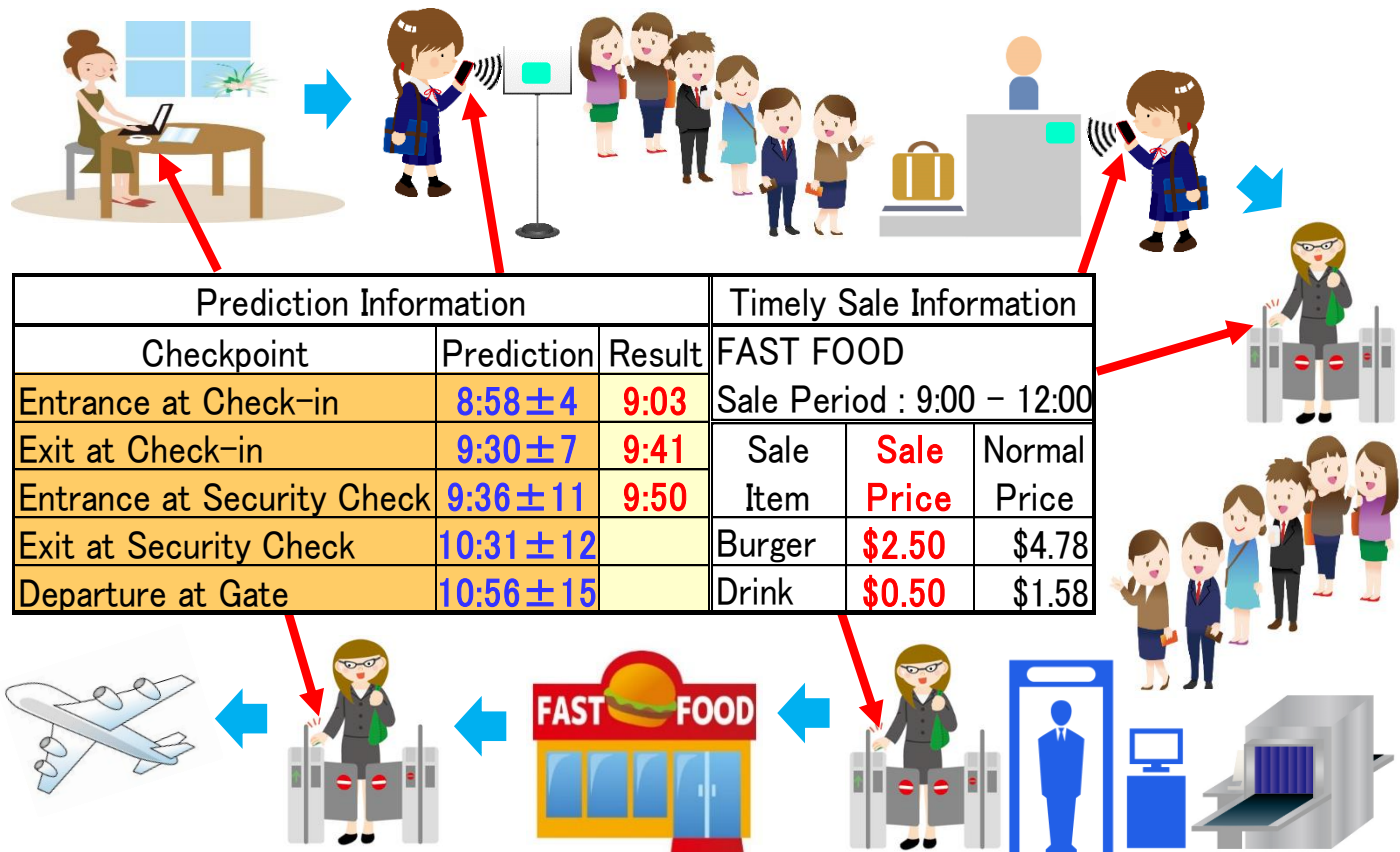 Prediction Information
Timely Sale Information
Checkpoint Prediction Result
FAST FOOD
Entrance at Check-in 8:58±4 9:03
Sale Period : 9:00 - 12:00
Exit at Check-in 9:30±7 9:41
Sale Item Sale Price Normal Price
Entrance at Security Check 9:36±11 9:50
Exit at Security Check 10:31±12
Burger $2.50 $4.78
Departure at Gate 10:56±15
Drink $0.50 $1.58
FAST FOOD